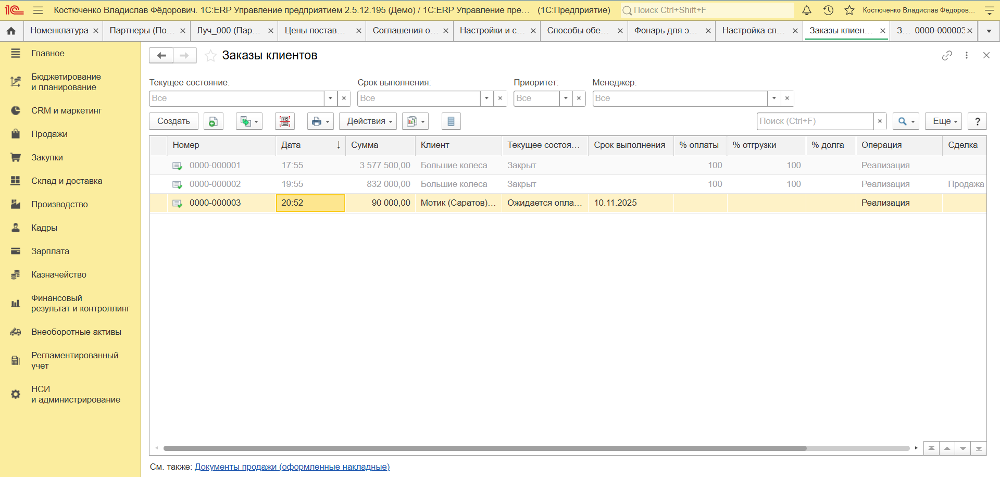 1С Костюченко Владислав Фёдорович. 1С:ERP Управление предприятием 2.5.12.195 (Демо) / 1С:ERP Управление пре… (1С:Предприятие) Поиск Ctrl+Shift+F Костюченко Владислав Фёдоров…
Номенклатура × Партнеры (По… × Луч_000 (Пар… × Цены постав… × Соглашения о… × Настройки и с… × Способы обе… × Фонарь для э… × Настройка сп… × Заказы клиен… × З… 0000-000003 ×
Главное
Бюджетирование
и планирование
CRM и маркетинг
Продажи
Закупки
Склад и доставка
Производство
Кадры
Зарплата
Казначейство
Финансовый
результат и контроллинг
Внеоборотные активы
Регламентированный
учет
НСИ
и администрирование
Заказы клиентов
Текущее состояние: Срок выполнения: Приоритет: Менеджер:
Все Все Все Все
Создать Действия Поиск (Ctrl+F) × Еще ?
Номер Дата ↓ Сумма Клиент Текущее состоя… Срок выполнения % оплаты % отгрузки % долга Операция Сделка
0000-000001 17:55 3 577 500,00 Большие колеса Закрыт 100 100 Реализация
0000-000002 19:55 832 000,00 Большие колеса Закрыт 100 100 Реализация Продажа
0000-000003 20:52 90 000,00 Мотик (Саратов)… Ожидается опла… 10.11.2025 Реализация
См. также: Документы продажи (оформленные накладные)